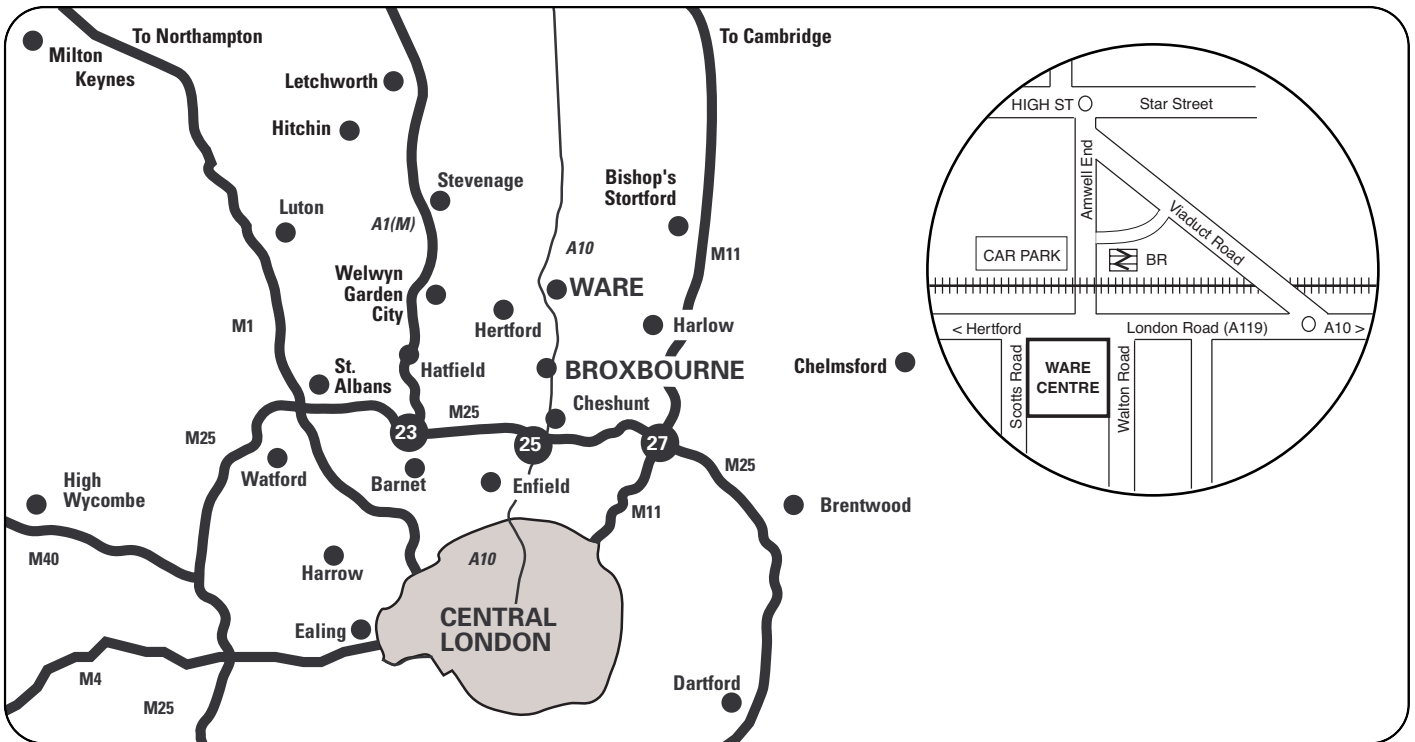 To Northampton
To Cambridge
Milton
Keynes
Letchworth
Hitchin
Stevenage
Bishop's
Stortford
Luton
A1(M)
A10
M11
Welwyn
Garden
City
WARE
Hertford
Harlow
M1
St.
Albans
Hatfield
BROXBOURNE
Chelmsford
Cheshunt
M25
M25
23
25
27
M25
High
Wycombe
Watford
Barnet
Enfield
Brentwood
M11
M40
A10
Harrow
CENTRAL
LONDON
Ealing
M4
M25
Dartford
HIGH ST
Star Street
Amwell End
Viaduct Road
CAR PARK
BR
< Hertford
London Road (A119)
A10 >
Scotts Road
WARE
CENTRE
Walton Road